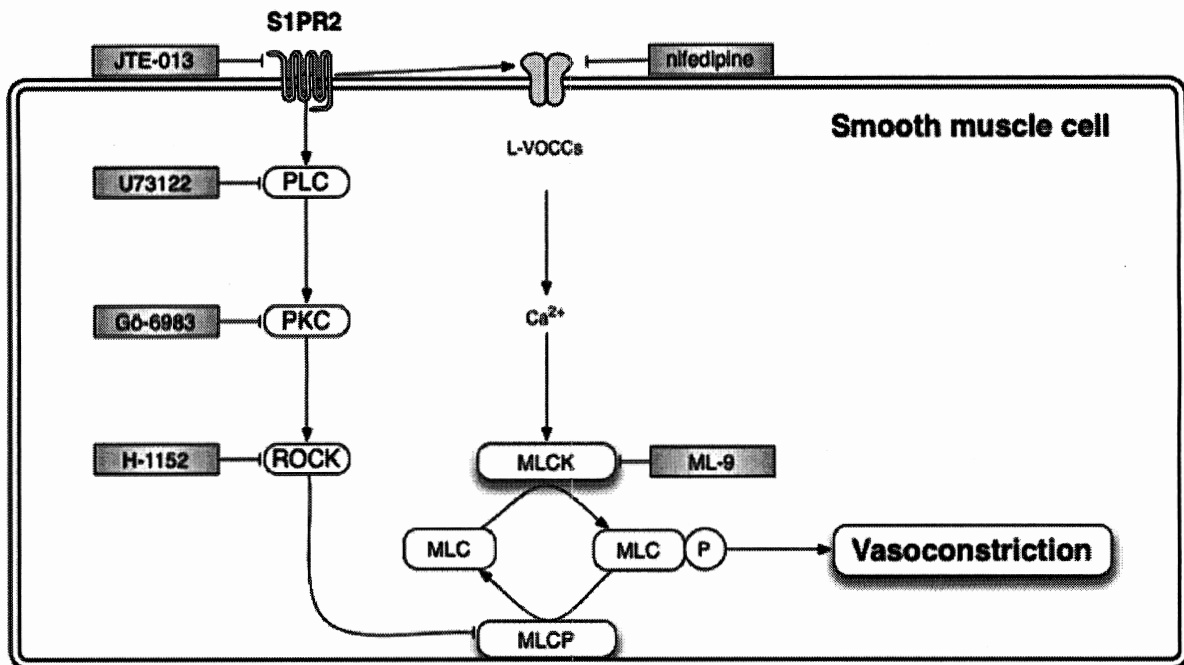 S1PR2
JTE-013
nifedipine
Smooth muscle cell
L-VOCCs
U73122
PLC
Gö-6983
PKC
Ca²⁺
H-1152
ROCK
MLCK
ML-9
MLC
MLC
P
Vasoconstriction
MLCP